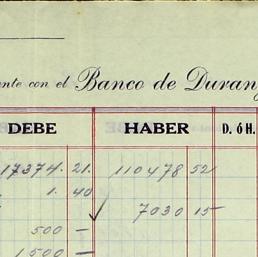 nte con el Banco de Durang
DEBE HABER D. ó H.
17374. 21. 110478 52
1. 40
7030 15
500 —
1500 —